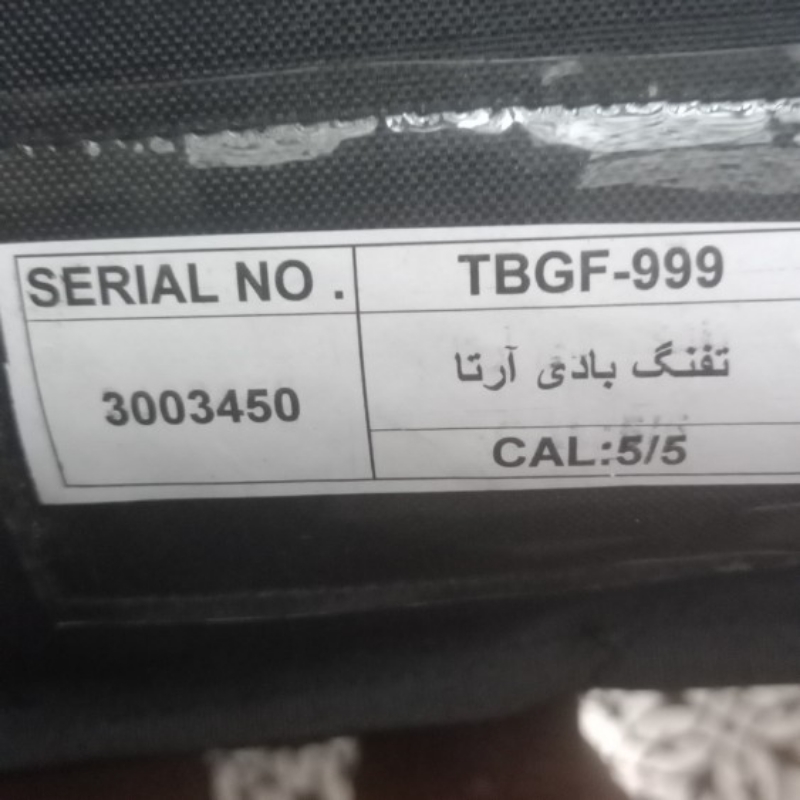 SERIAL NO .
TBGF-999
3003450
تفنگ بادی آرتا
CAL:5/5